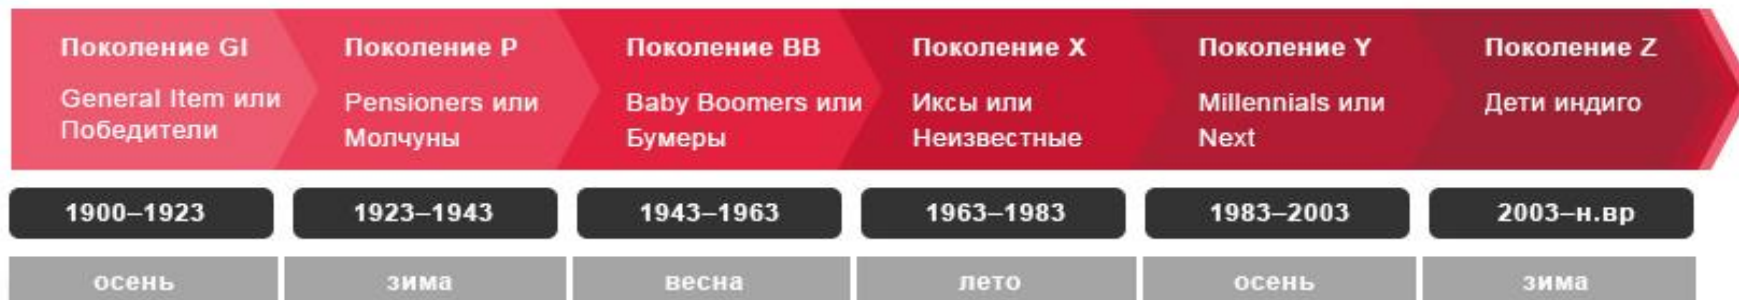 Поколение GI
General Item или
Победители
Поколение P
Pensioners или
Молчуны
Поколение BB
Baby Boomers или
Бумеры
Поколение X
Иксы или
Неизвестные
Поколение Y
Millennials или
Next
Поколение Z
Дети индиго
1900–1923
1923–1943
1943–1963
1963–1983
1983–2003
2003–н.вр
осень
зима
весна
лето
осень
зима